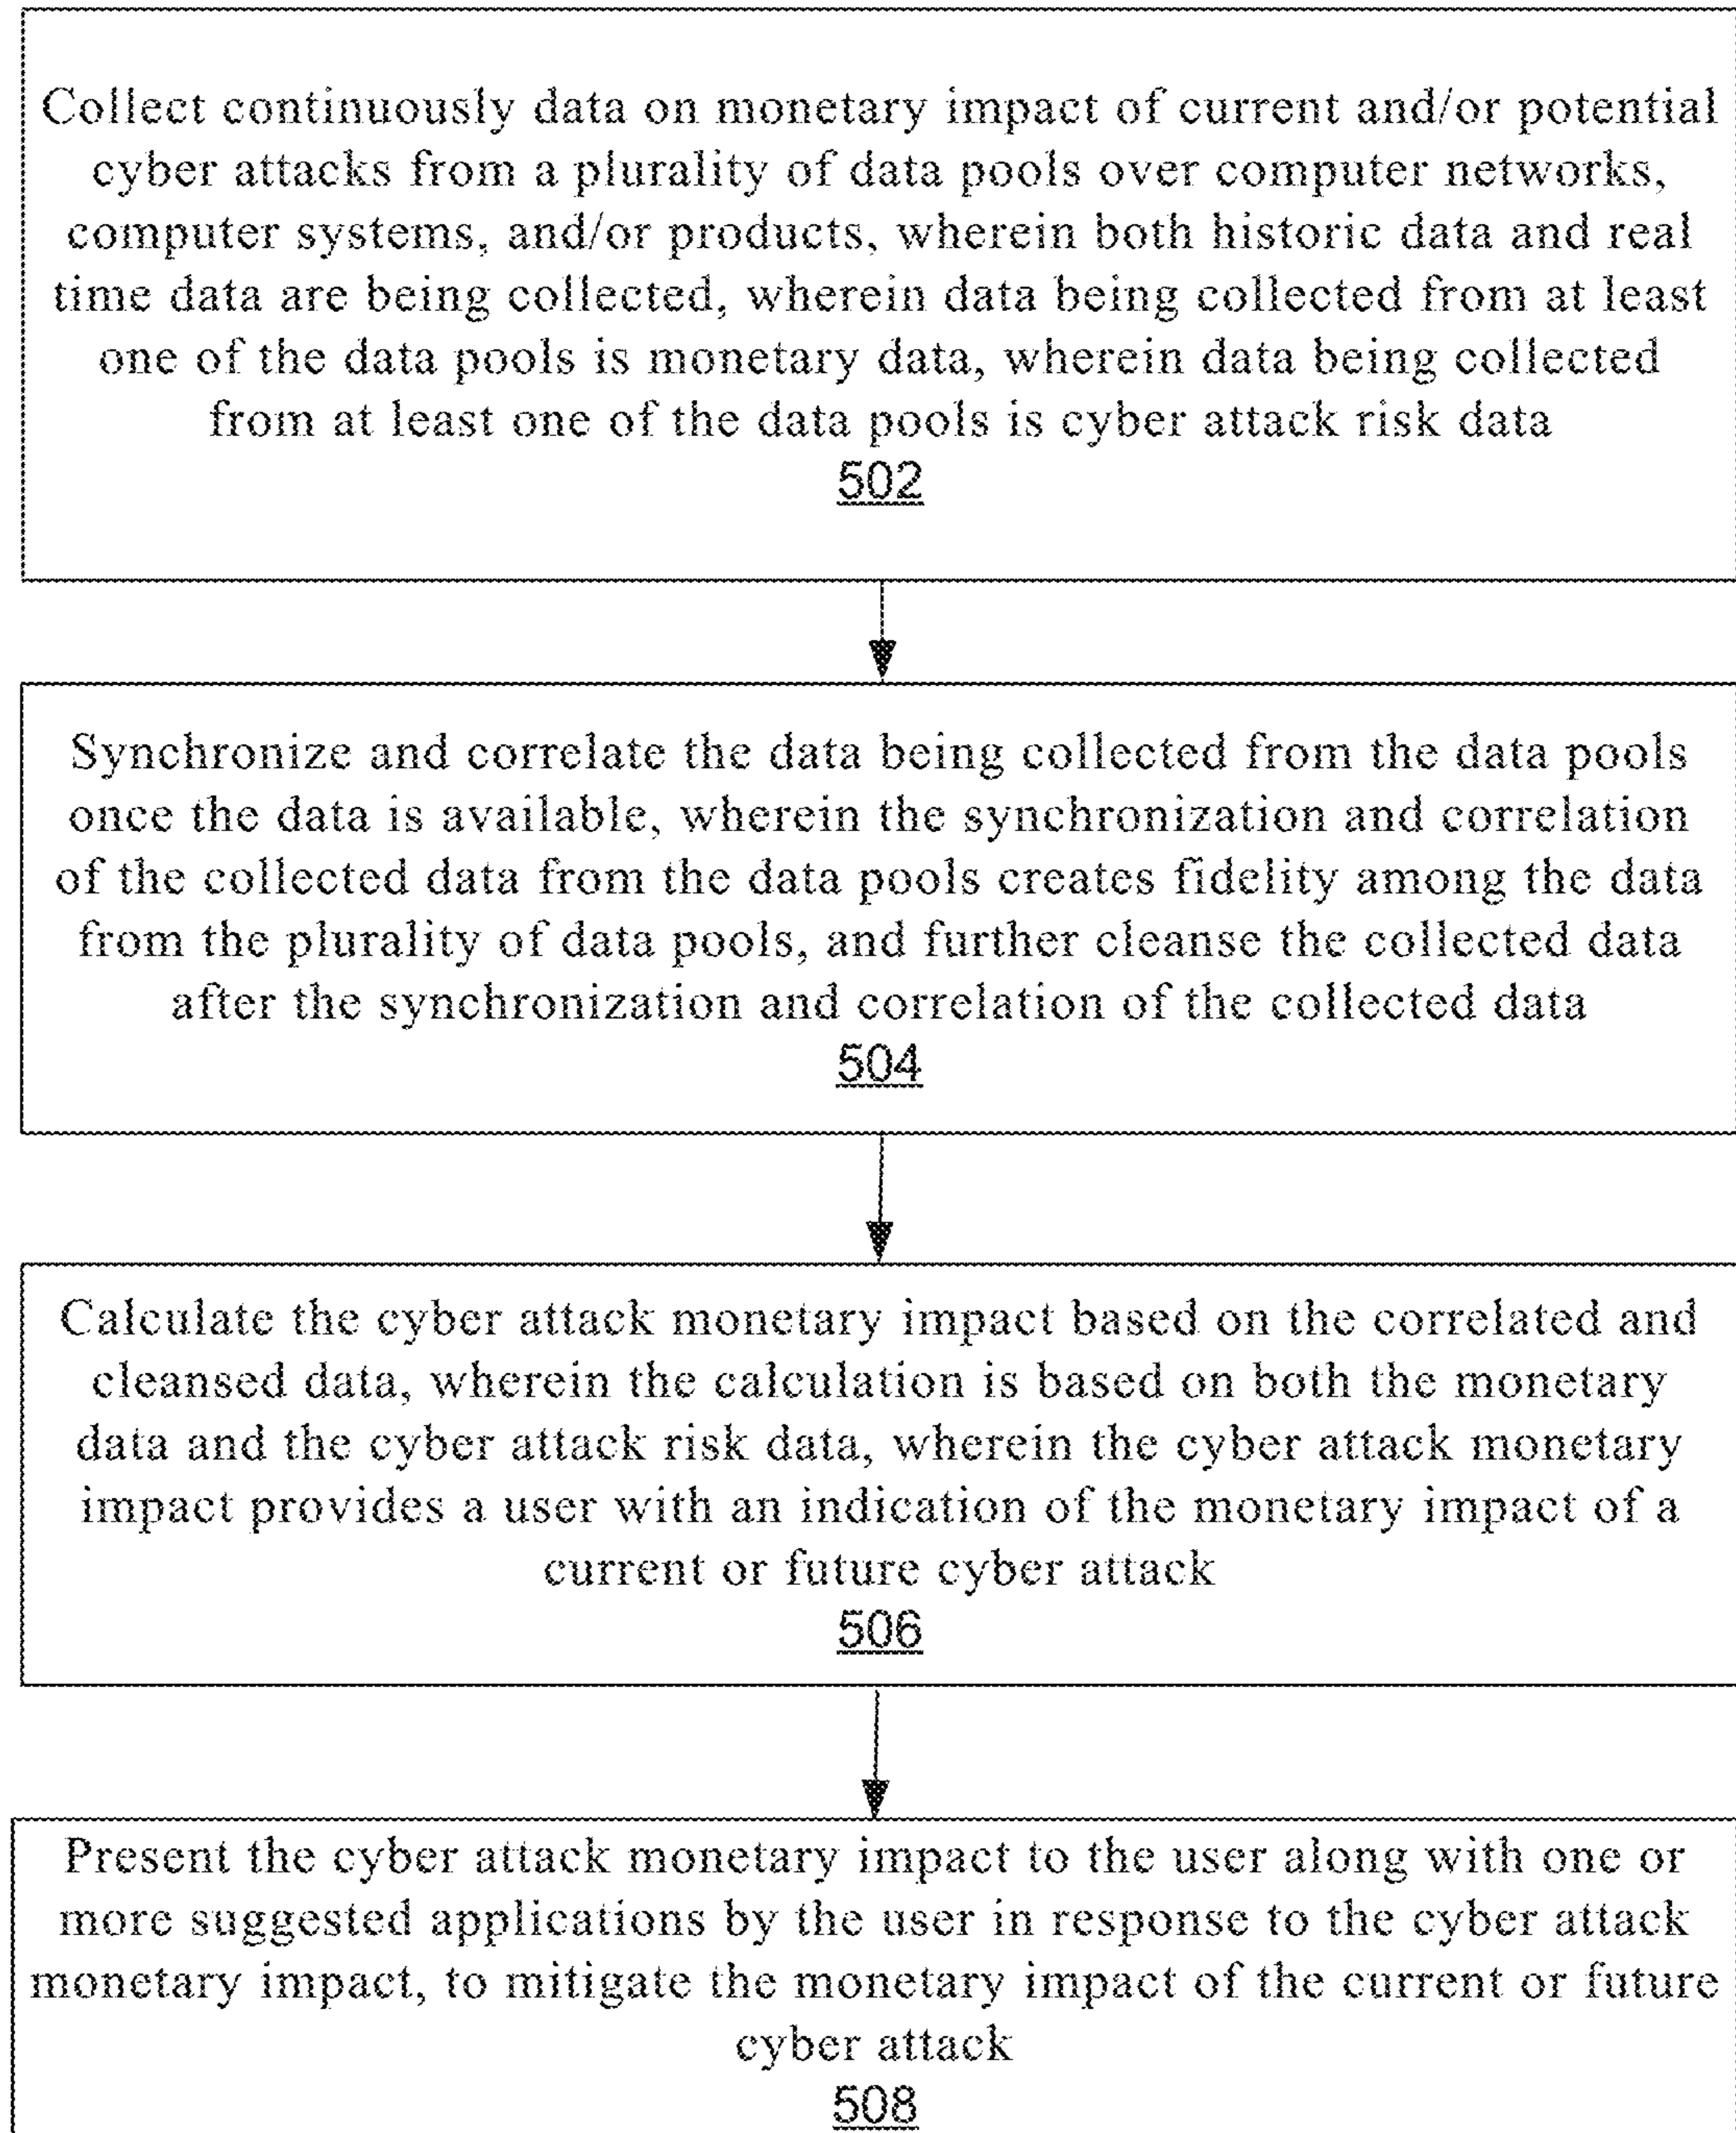 Collect continuously data on monetary impact of current and/or potential
cyber attacks from a plurality of data pools over computer networks,
computer systems, and/or products, wherein both historic data and real
time data are being collected, wherein data being collected from at least
one of the data pools is monetary data, wherein data being collected
from at least one of the data pools is cyber attack risk data
502
Synchronize and correlate the data being collected from the data pools
once the data is available, wherein the synchronization and correlation
of the collected data from the data pools creates fidelity among the data
from the plurality of data pools, and further cleanse the collected data
after the synchronization and correlation of the collected data
504
Calculate the cyber attack monetary impact based on the correlated and
cleansed data, wherein the calculation is based on both the monetary
data and the cyber attack risk data, wherein the cyber attack monetary
impact provides a user with an indication of the monetary impact of a
current or future cyber attack
506
Present the cyber attack monetary impact to the user along with one or
more suggested applications by the user in response to the cyber attack
monetary impact, to mitigate the monetary impact of the current or future
cyber attack
508